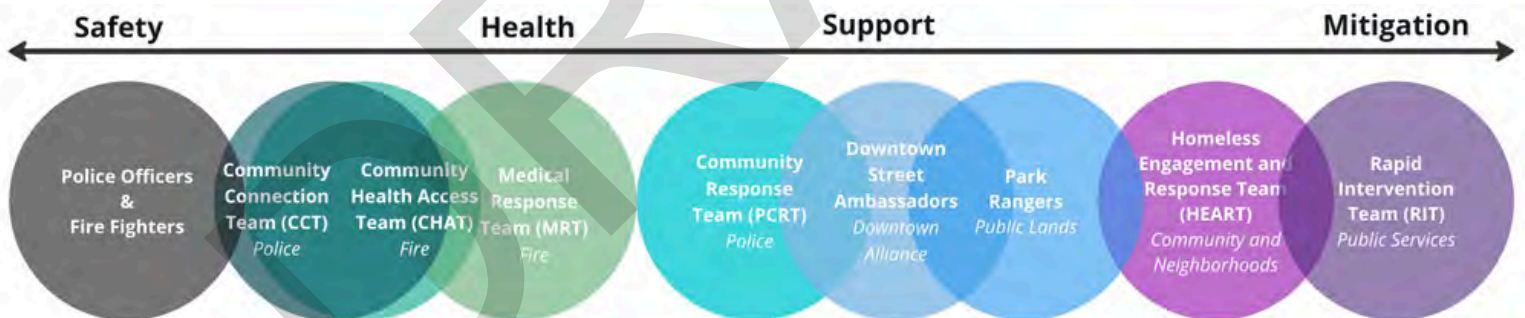 Safety Health Support Mitigation
Police Officers
&
Fire Fighters
Community
Connection
Team (CCT)
Police
Community
Health Access
Team (CHAT)
Fire
Medical
Response
Team (MRT)
Fire
Community
Response
Team (PCRT)
Police
Downtown
Street
Ambassadors
Downtown
Alliance
Park
Rangers
Public Lands
Homeless
Engagement and
Response Team
(HEART)
Community and
Neighborhoods
Rapid
Intervention
Team (RIT)
Public Services